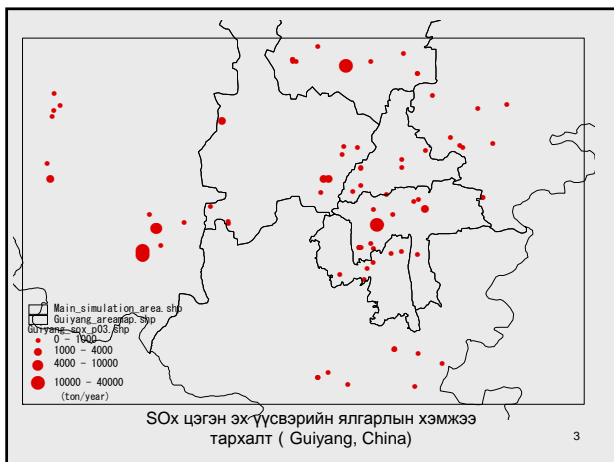 Main_simulation_area.shp
Guiyang_areamap.shp
Guiyang_sox_p03.shp
0 - 1000
1000 - 4000
4000 - 10000
10000 - 40000
(ton/year)
SOx цэгэн эх үүсвэрийн ялгарлын хэмжээ
тархалт ( Guiyang, China)
3